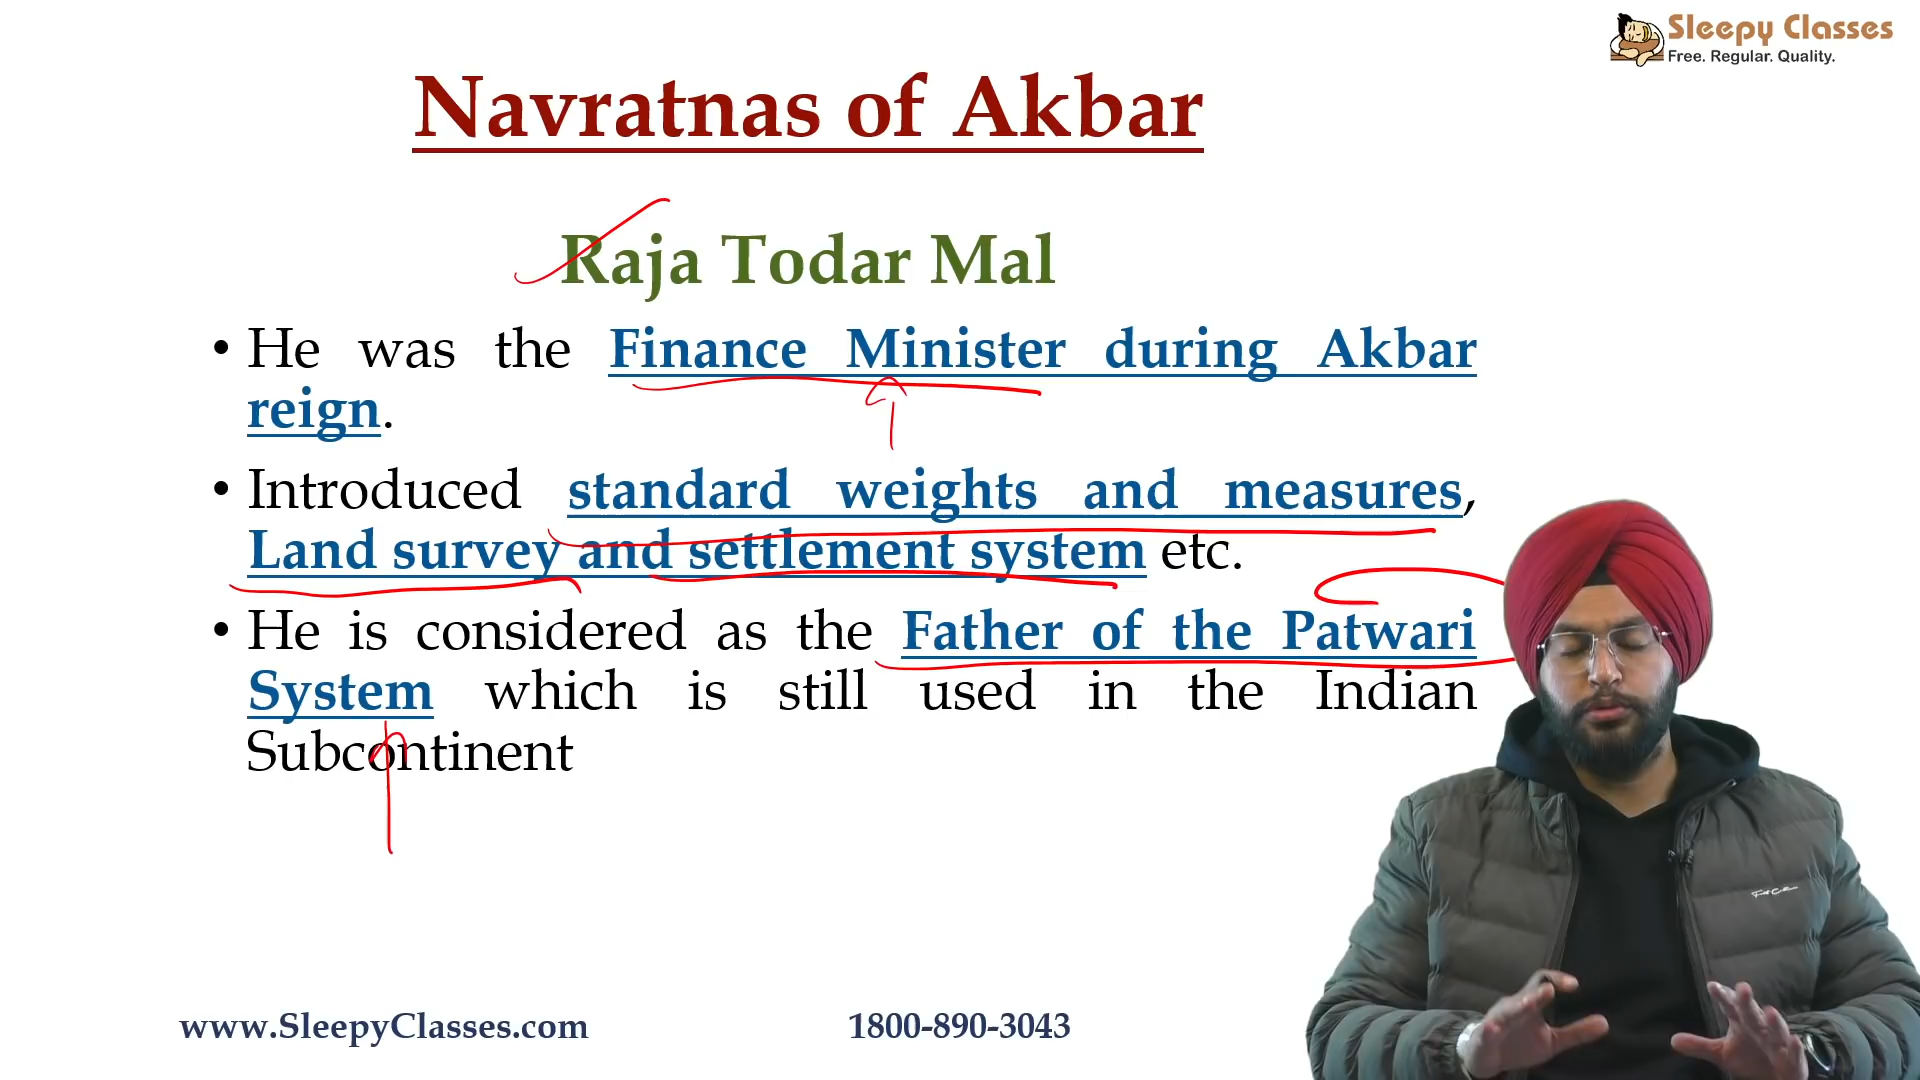 Sleepy Classes
Free. Regular. Quality.
Navratnas of Akbar
Raja Todar Mal
• He was the Finance Minister during Akbar
reign.
• Introduced standard weights and measures,
Land survey and settlement system etc.
• He is considered as the Father of the Patwari
System which is still used in the Indian
Subcontinent
www.SleepyClasses.com
1800-890-3043